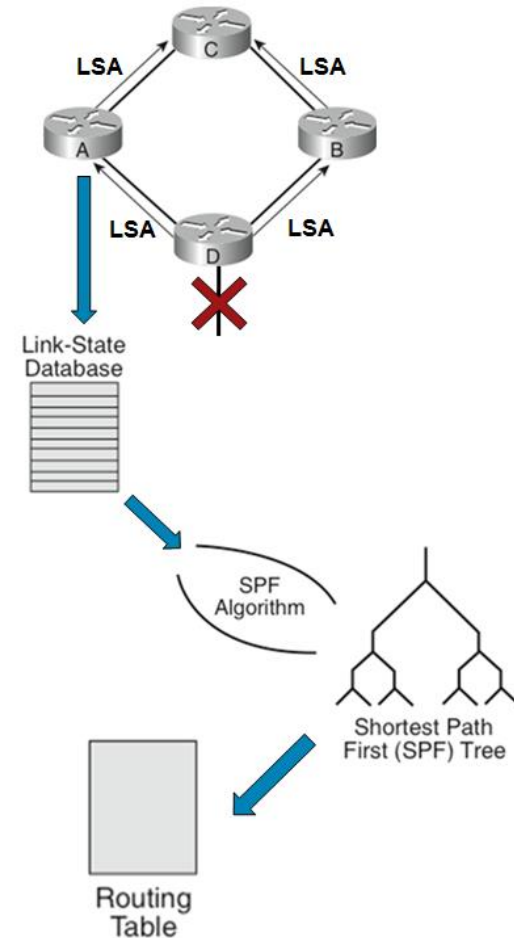 C
LSA
LSA
A
B
LSA
LSA
D
Link-State
Database
SPF
Algorithm
Shortest Path
First (SPF) Tree
Routing
Table